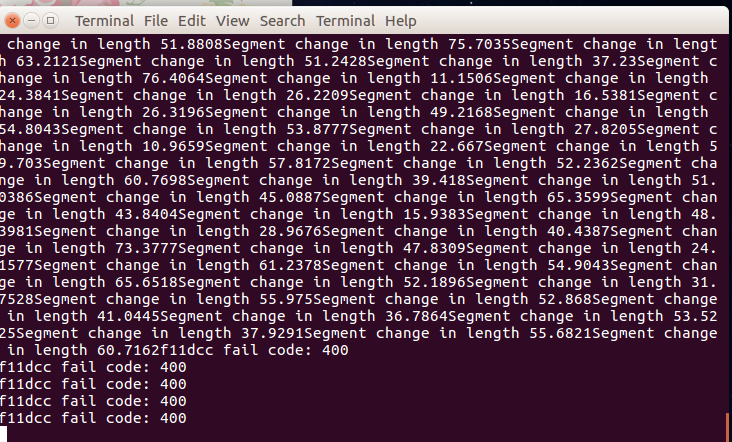 Terminal File Edit View Search Terminal Help
change in length 51.8808Segment change in length 75.7035Segment change in lengt
h 63.2121Segment change in length 51.2428Segment change in length 37.23Segment c
hange in length 76.4064Segment change in length 11.1506Segment change in length
24.3841Segment change in length 26.2209Segment change in length 16.5381Segment c
hange in length 26.3196Segment change in length 49.2168Segment change in length
54.8043Segment change in length 53.8777Segment change in length 27.8205Segment c
hange in length 10.9659Segment change in length 22.667Segment change in length 5
9.703Segment change in length 57.8172Segment change in length 52.2362Segment cha
nge in length 60.7698Segment change in length 39.418Segment change in length 51.
0386Segment change in length 45.0887Segment change in length 65.3599Segment chan
ge in length 43.8404Segment change in length 15.9383Segment change in length 48.
3981Segment change in length 28.9676Segment change in length 40.4387Segment chan
ge in length 73.3777Segment change in length 47.8309Segment change in length 24.
1577Segment change in length 61.2378Segment change in length 54.9043Segment chan
ge in length 65.6518Segment change in length 52.1896Segment change in length 31.
7528Segment change in length 55.975Segment change in length 52.868Segment change
in length 41.0445Segment change in length 36.7864Segment change in length 53.52
25Segment change in length 37.9291Segment change in length 55.6821Segment change
in length 60.7162f11dcc fail code: 400
f11dcc fail code: 400
f11dcc fail code: 400
f11dcc fail code: 400
f11dcc fail code: 400